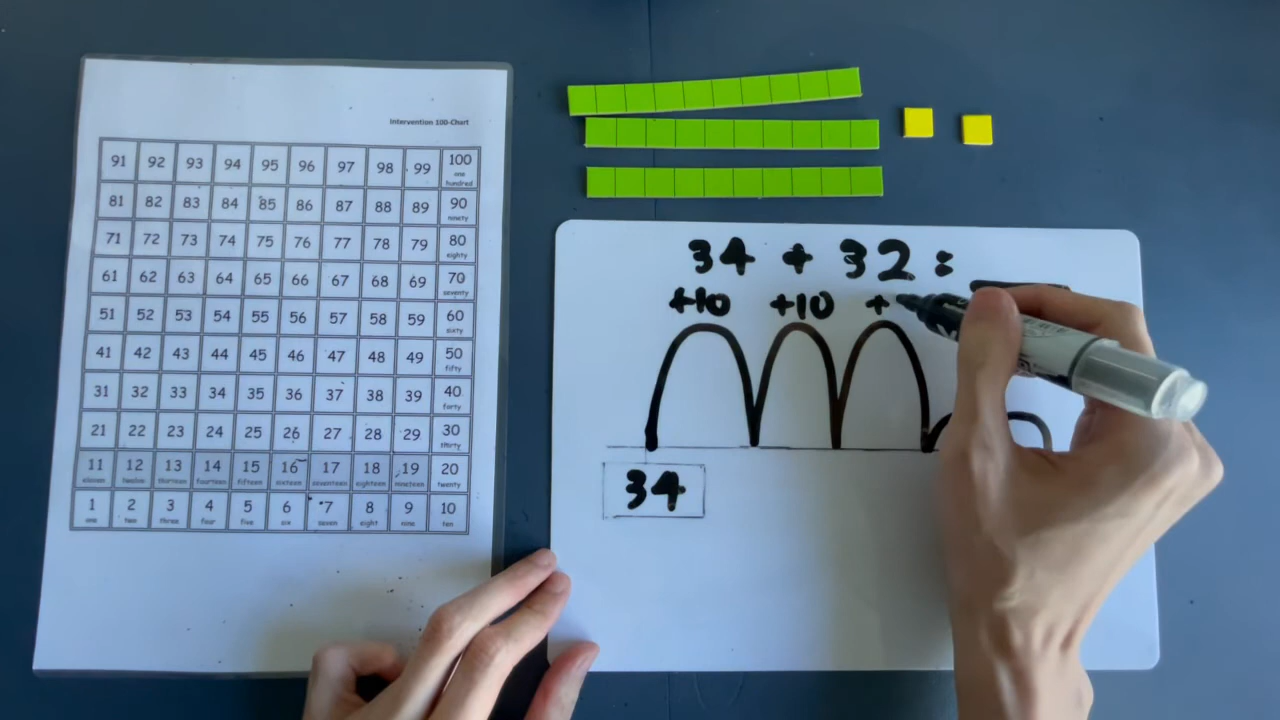 Intervention 100-Chart
91 92 93 94 95 96 97 98 99 100
one hundred
81 82 83 84 85 86 87 88 89 90
ninety
71 72 73 74 75 76 77 78 79 80
eighty
61 62 63 64 65 66 67 68 69 70
seventy
51 52 53 54 55 56 57 58 59 60
sixty
41 42 43 44 45 46 47 48 49 50
fifty
31 32 33 34 35 36 37 38 39 40
forty
21 22 23 24 25 26 27 28 29 30
thirty
11 12 13 14 15 16 17 18 19 20
eleven twelve thirteen fourteen fifteen sixteen seventeen eighteen nineteen twenty
1 2 3 4 5 6 7 8 9 10
one two three four five six seven eight nine ten
34 + 32 =
+10 +10 +
34